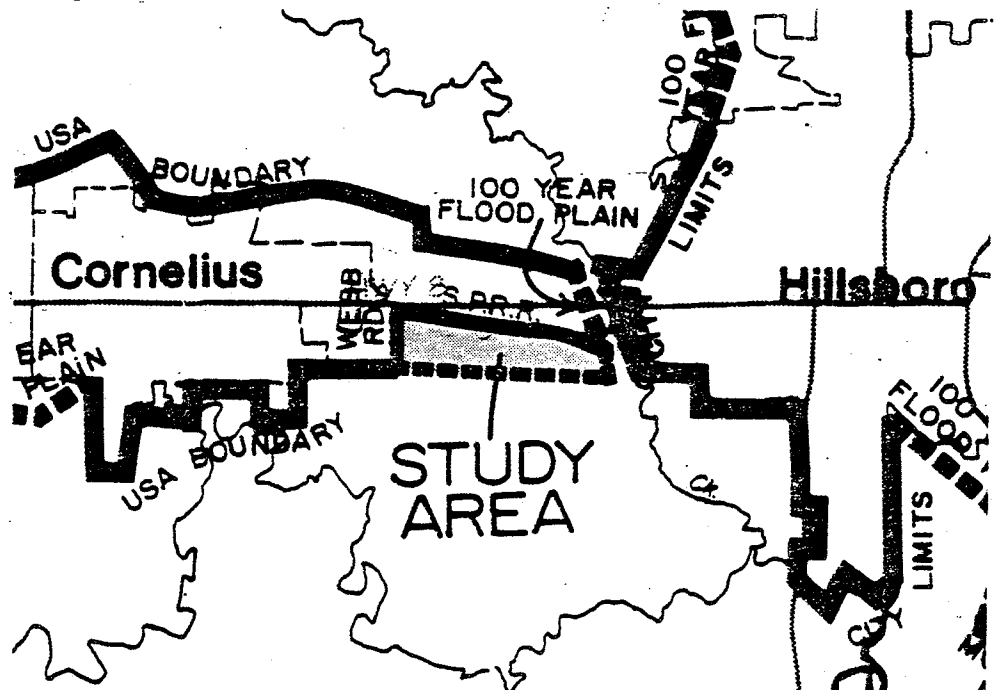 100
YEAR
USA
BOUNDARY
100 YEAR
FLOOD PLAIN
LIMITS
Cornelius
WEBB
RD.
S.P.R.R.
Hillsboro
PLAIN
USA BOUNDARY
STUDY
AREA
Ck.
100
FLOOD
LIMITS
CITY